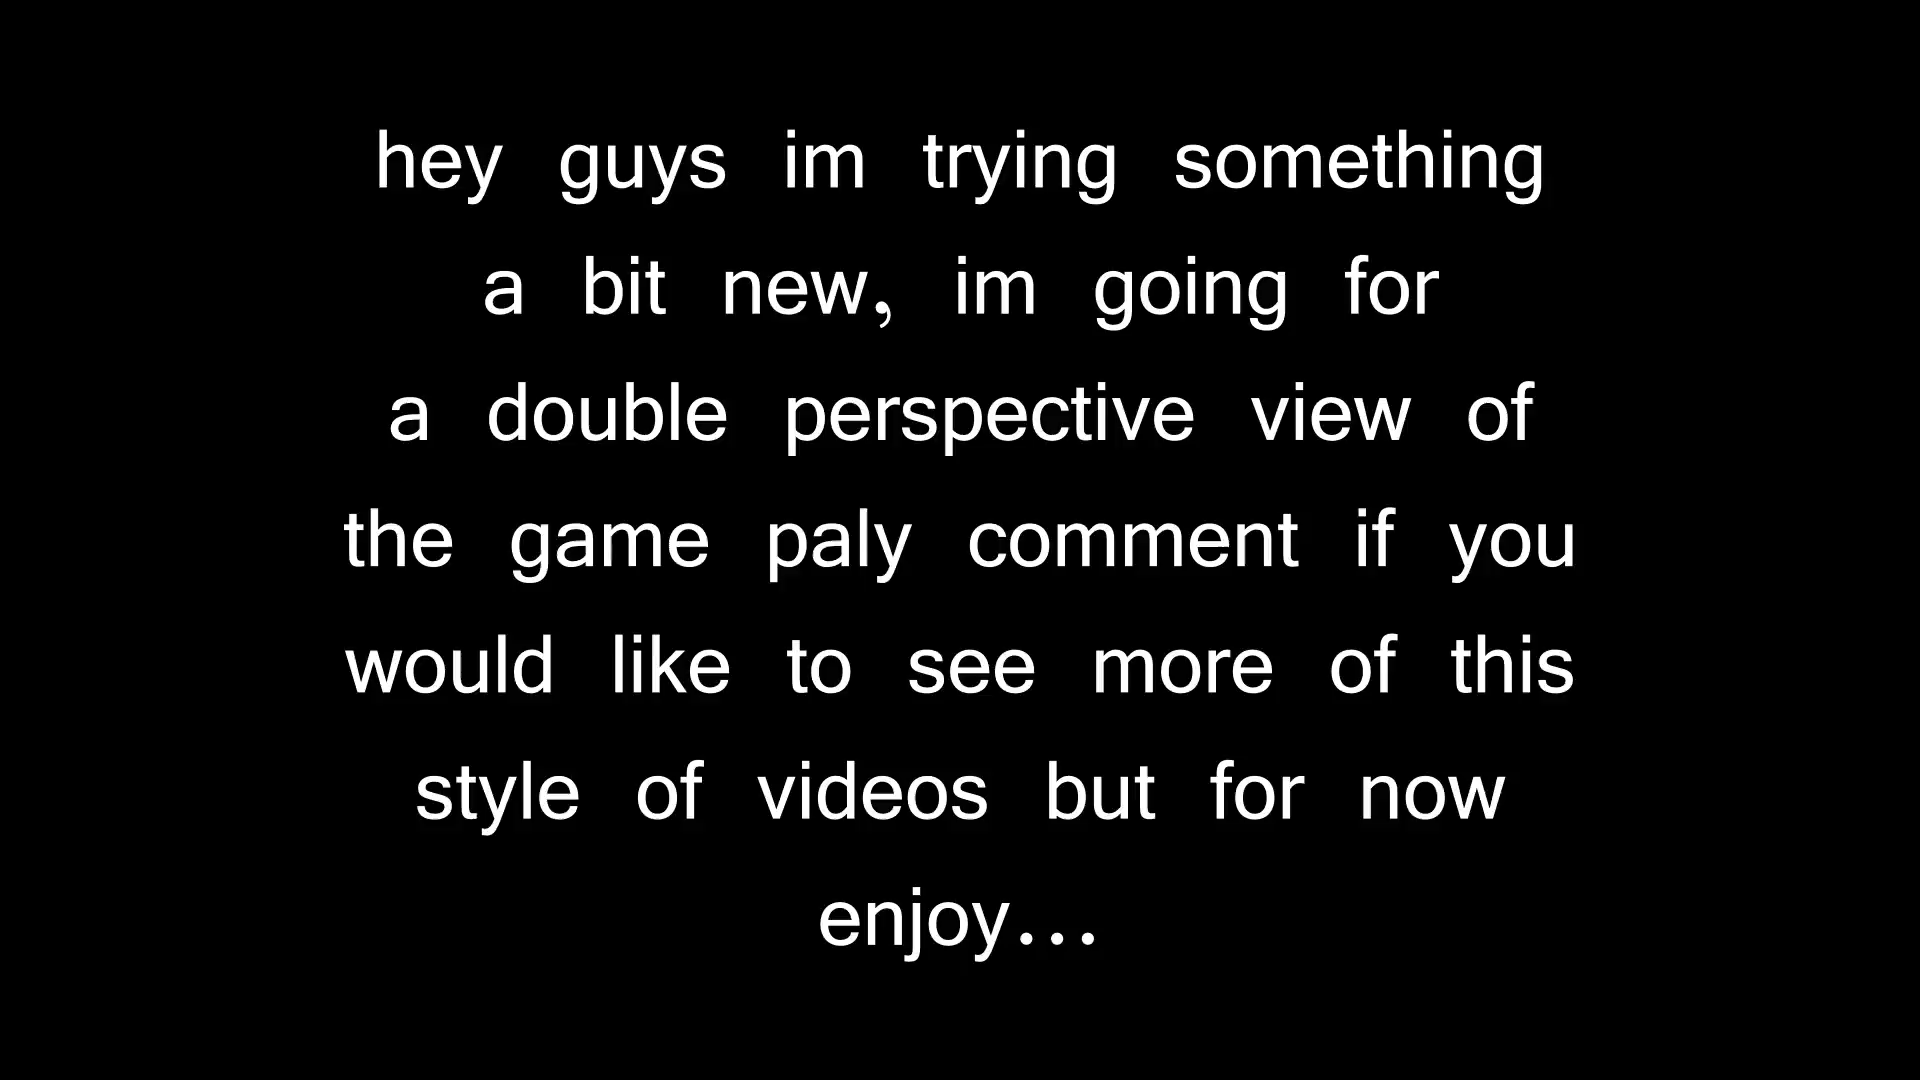 hey guys im trying something
a bit new, im going for
a double perspective view of
the game paly comment if you
would like to see more of this
style of videos but for now
enjoy...